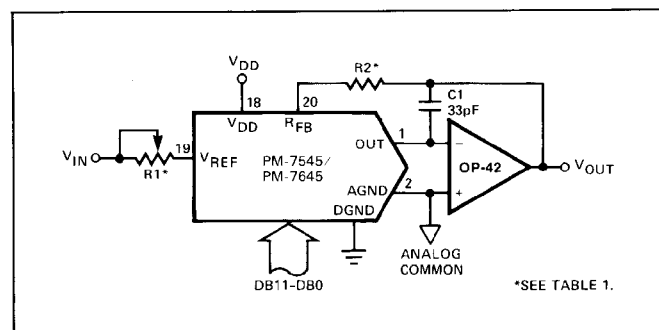 VDD
18
VDD
20
RFB
R2*
C1
33pF
VIN
R1*
19
VREF
PM-7545/
PM-7645
OUT
1
AGND
2
DGND
−
OP-42
+
VOUT
ANALOG
COMMON
DB11-DB0
*SEE TABLE 1.